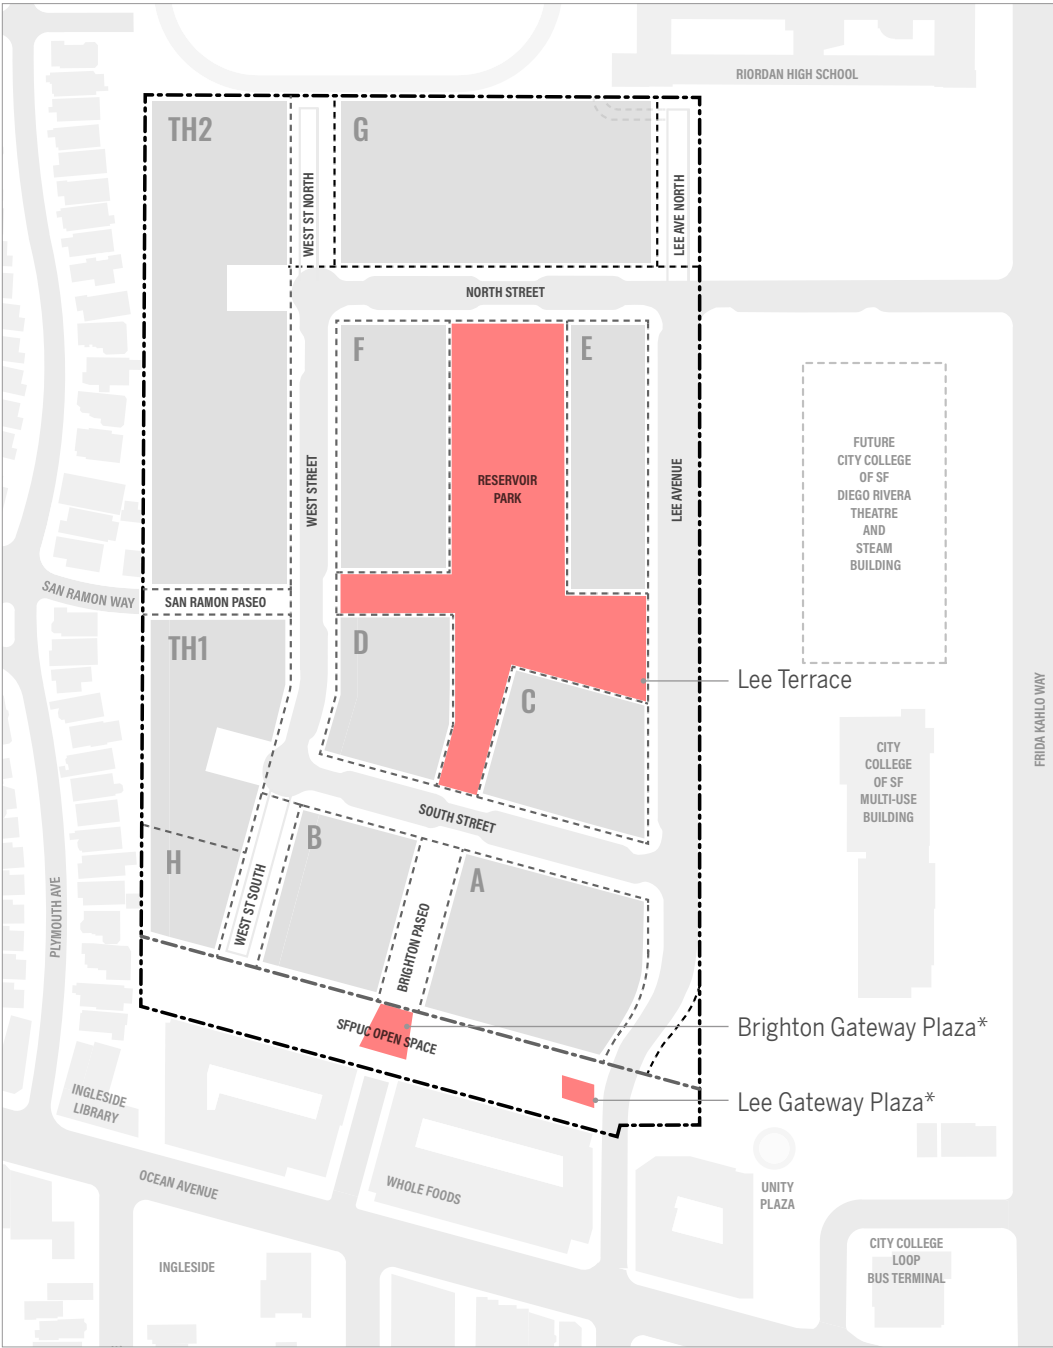 RIORDAN HIGH SCHOOL
TH2
G
WEST ST NORTH
LEE AVE NORTH
NORTH STREET
F
E
RESERVOIR
PARK
WEST STREET
LEE AVENUE
FUTURE
CITY COLLEGE
OF SF
DIEGO RIVERA
THEATRE
AND
STEAM
BUILDING
SAN RAMON WAY
SAN RAMON PASEO
TH1
D
C
Lee Terrace
FRIDA KAHLO WAY
CITY
COLLEGE
OF SF
MULTI-USE
BUILDING
SOUTH STREET
B
H
A
WEST ST SOUTH
BRIGHTON PASEO
PLYMOUTH AVE
SFPUC OPEN SPACE
Brighton Gateway Plaza*
Lee Gateway Plaza*
INGLESIDE
LIBRARY
OCEAN AVENUE
WHOLE FOODS
UNITY
PLAZA
CITY COLLEGE
LOOP
BUS TERMINAL
INGLESIDE